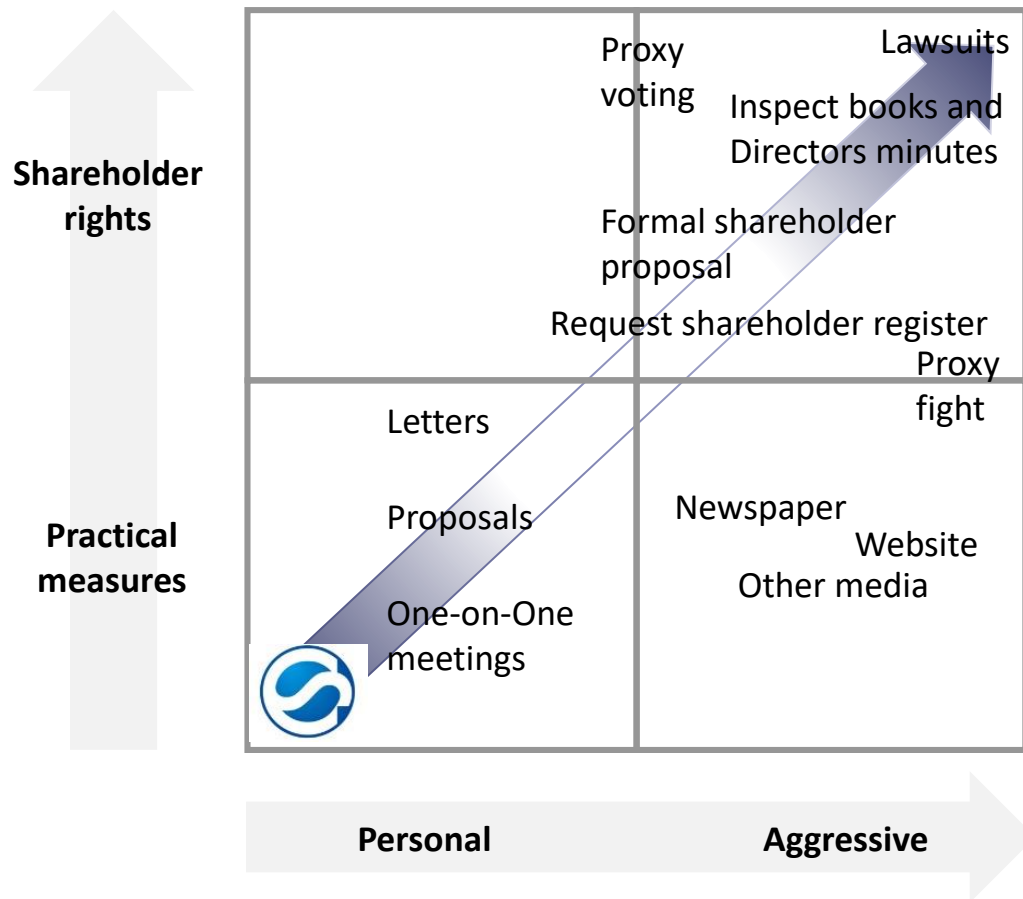 Proxy
voting
Lawsuits
Inspect books and
Directors minutes
Shareholder
rights
Formal shareholder
proposal
Request shareholder register
Proxy
fight
Letters
Practical
measures
Proposals
Newspaper
Website
Other media
One-on-One
meetings
Personal
Aggressive